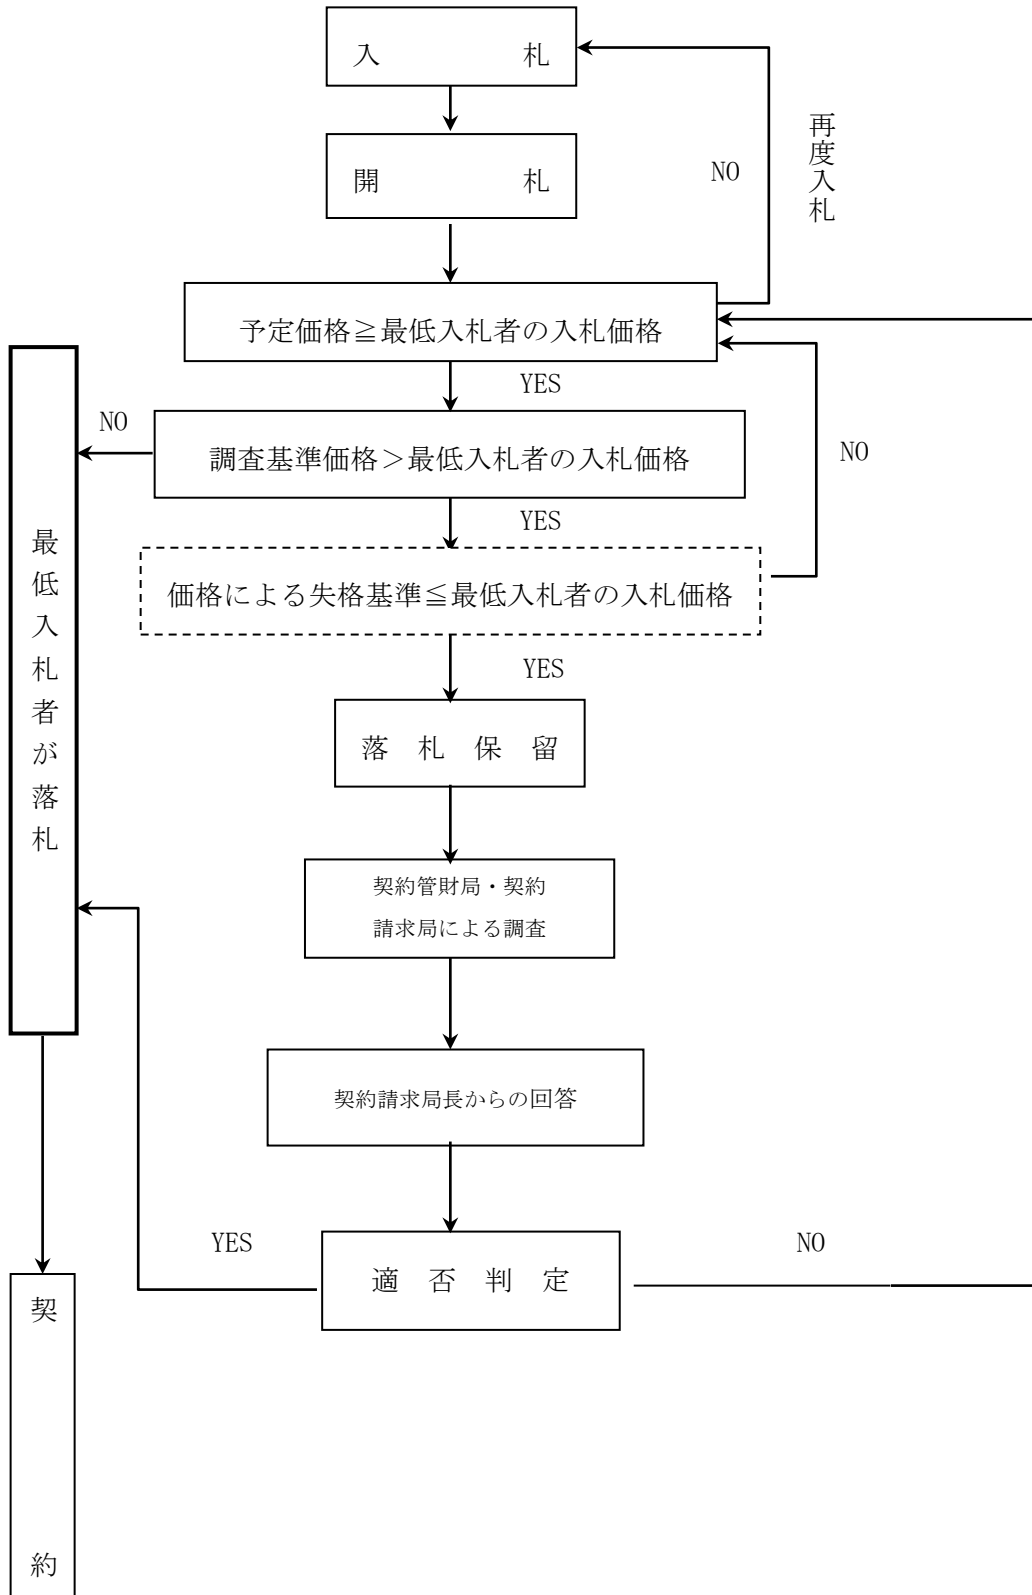 入　　　　　札
開　　　　　札
再度入札
NO
予定価格≧最低入札者の入札価格
YES
NO
調査基準価格＞最低入札者の入札価格
NO
YES
価格による失格基準≦最低入札者の入札価格
YES
最低入札者が落札
落　札　保　留
契約管財局・契約
請求局による調査
契約請求局長からの回答
YES
NO
適　否　判　定
契　　　　　約